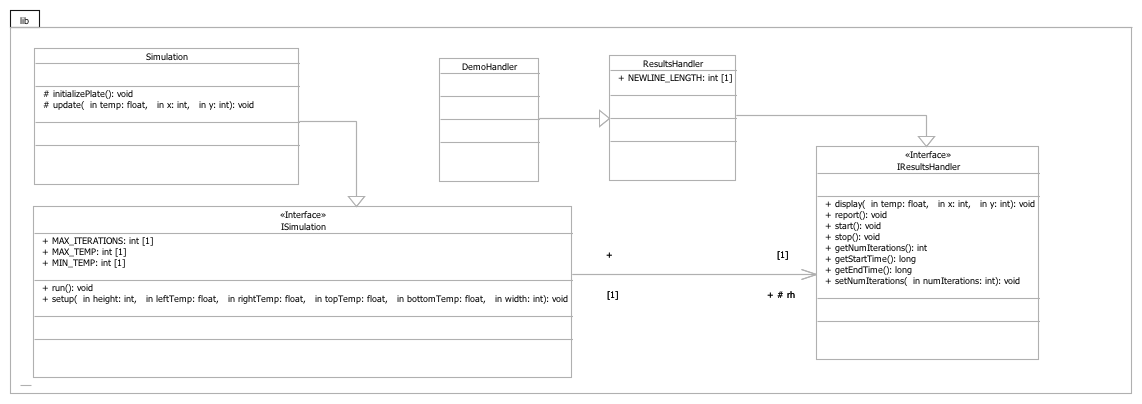 lib
Simulation
# initializePlate(): void
# update( in temp: float, in x: int, in y: int): void
DemoHandler
ResultsHandler
+ NEWLINE_LENGTH: int [1]
«Interface»
IResultsHandler
+ display( in temp: float, in x: int, in y: int): void
+ report(): void
+ start(): void
+ stop(): void
+ getNumIterations(): int
+ getStartTime(): long
+ getEndTime(): long
+ setNumIterations( in numIterations: int): void
«Interface»
ISimulation
+ MAX_ITERATIONS: int [1]
+ MAX_TEMP: int [1]
+ MIN_TEMP: int [1]
+ run(): void
+ setup( in height: int, in leftTemp: float, in rightTemp: float, in topTemp: float, in bottomTemp: float, in width: int): void
+
[1]
[1]
+ # rh